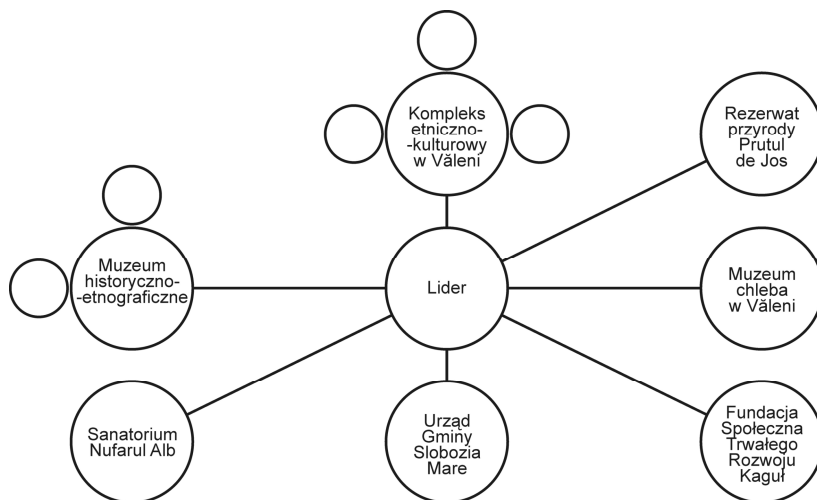 Kompleks
etniczno-
-kulturowy
w Văleni
Rezerwat
przyrody
Prutul
de Jos
Muzeum
historyczno-
-etnograficzne
Lider
Muzeum
chleba
w Văleni
Sanatorium
Nufarul Alb
Urząd
Gminy
Slobozia
Mare
Fundacja
Społeczna
Trwałego
Rozwoju
Kaguł